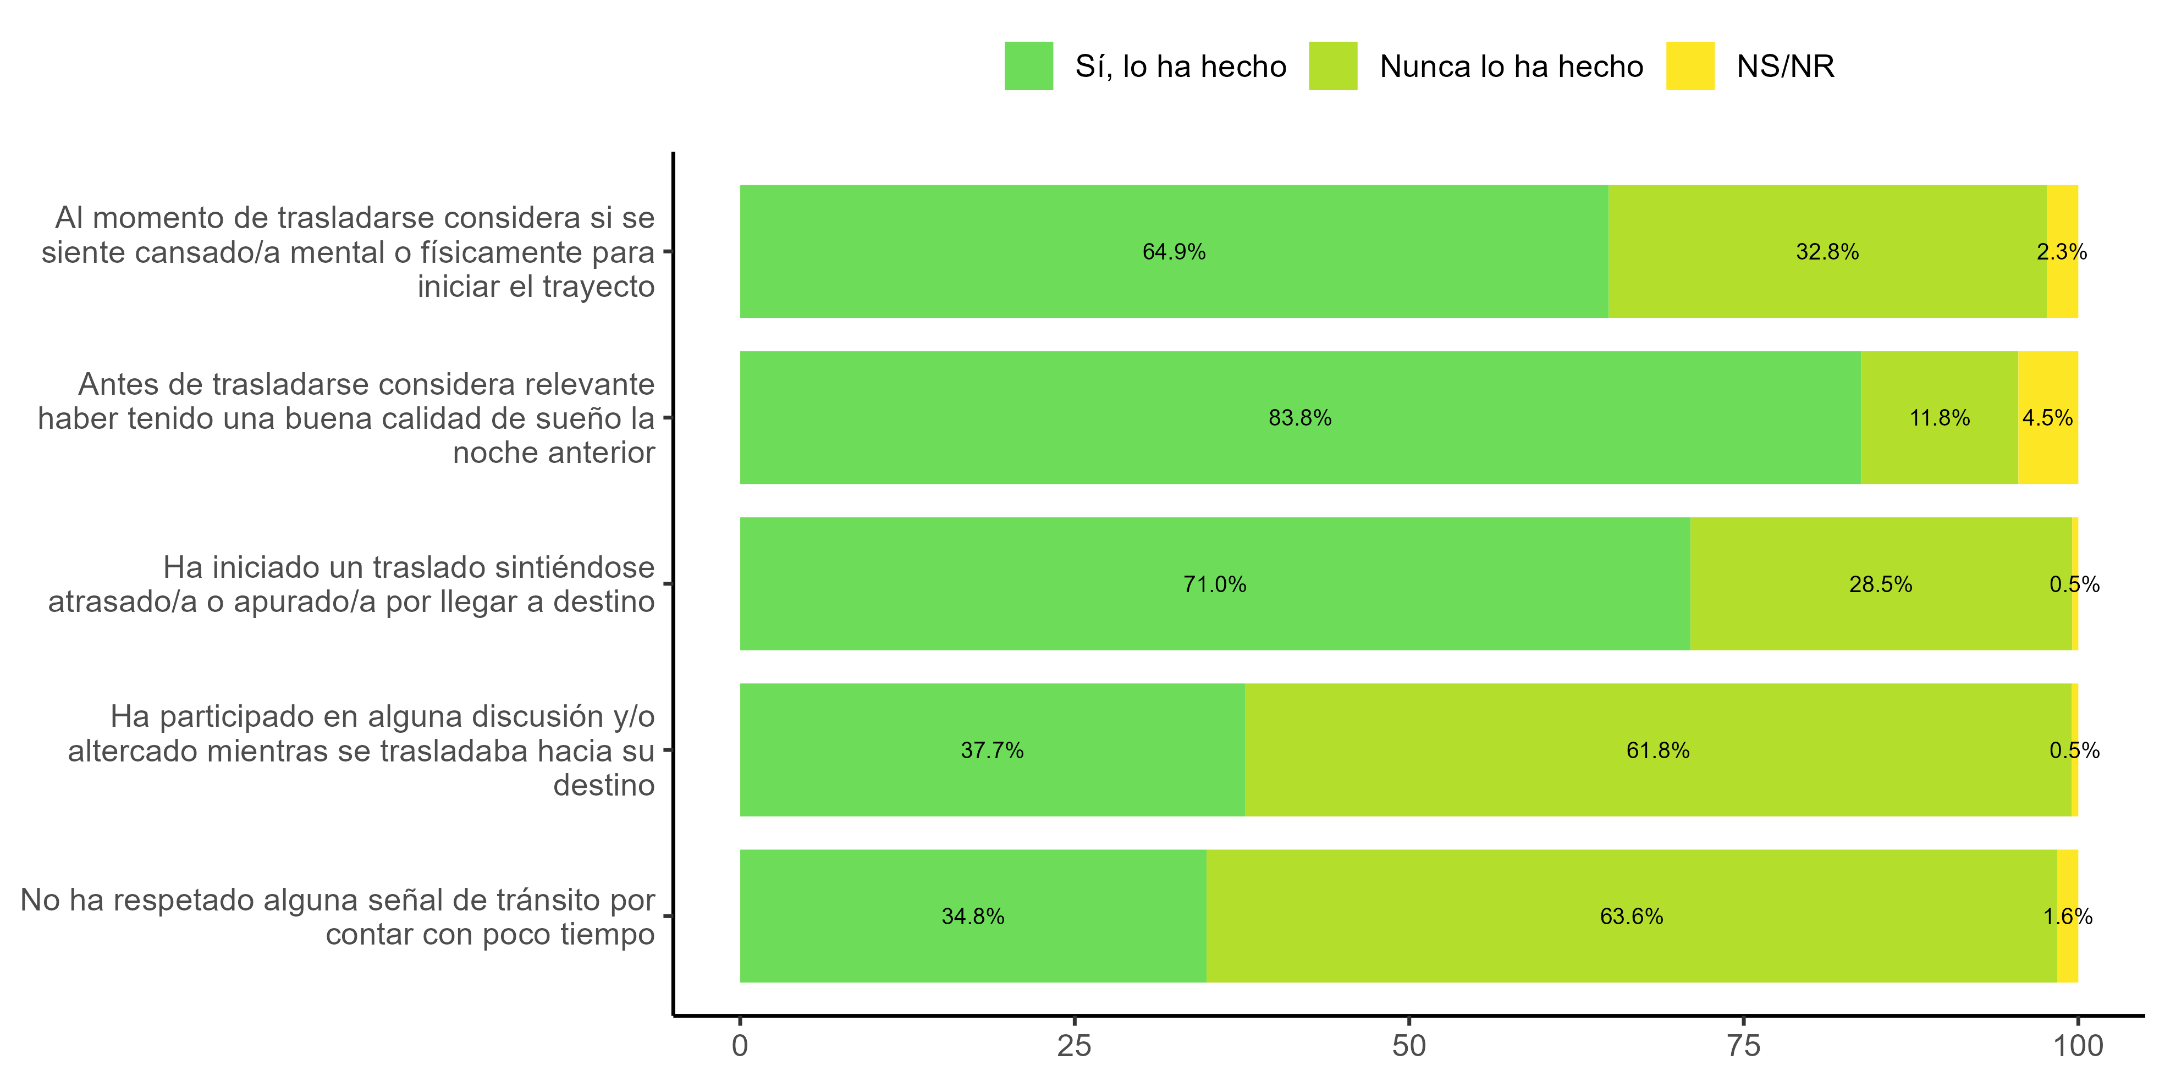 Sí, lo ha hecho Nunca lo ha hecho NS/NR
Al momento de trasladarse considera si se
siente cansado/a mental o físicamente para
iniciar el trayecto
64.9% 32.8% 2.3%
Antes de trasladarse considera relevante
haber tenido una buena calidad de sueño la
noche anterior
83.8% 11.8% 4.5%
Ha iniciado un traslado sintiéndose
atrasado/a o apurado/a por llegar a destino
71.0% 28.5% 0.5%
Ha participado en alguna discusión y/o
altercado mientras se trasladaba hacia su
destino
37.7% 61.8% 0.5%
No ha respetado alguna señal de tránsito por
contar con poco tiempo
34.8% 63.6% 1.6%
0 25 50 75 100